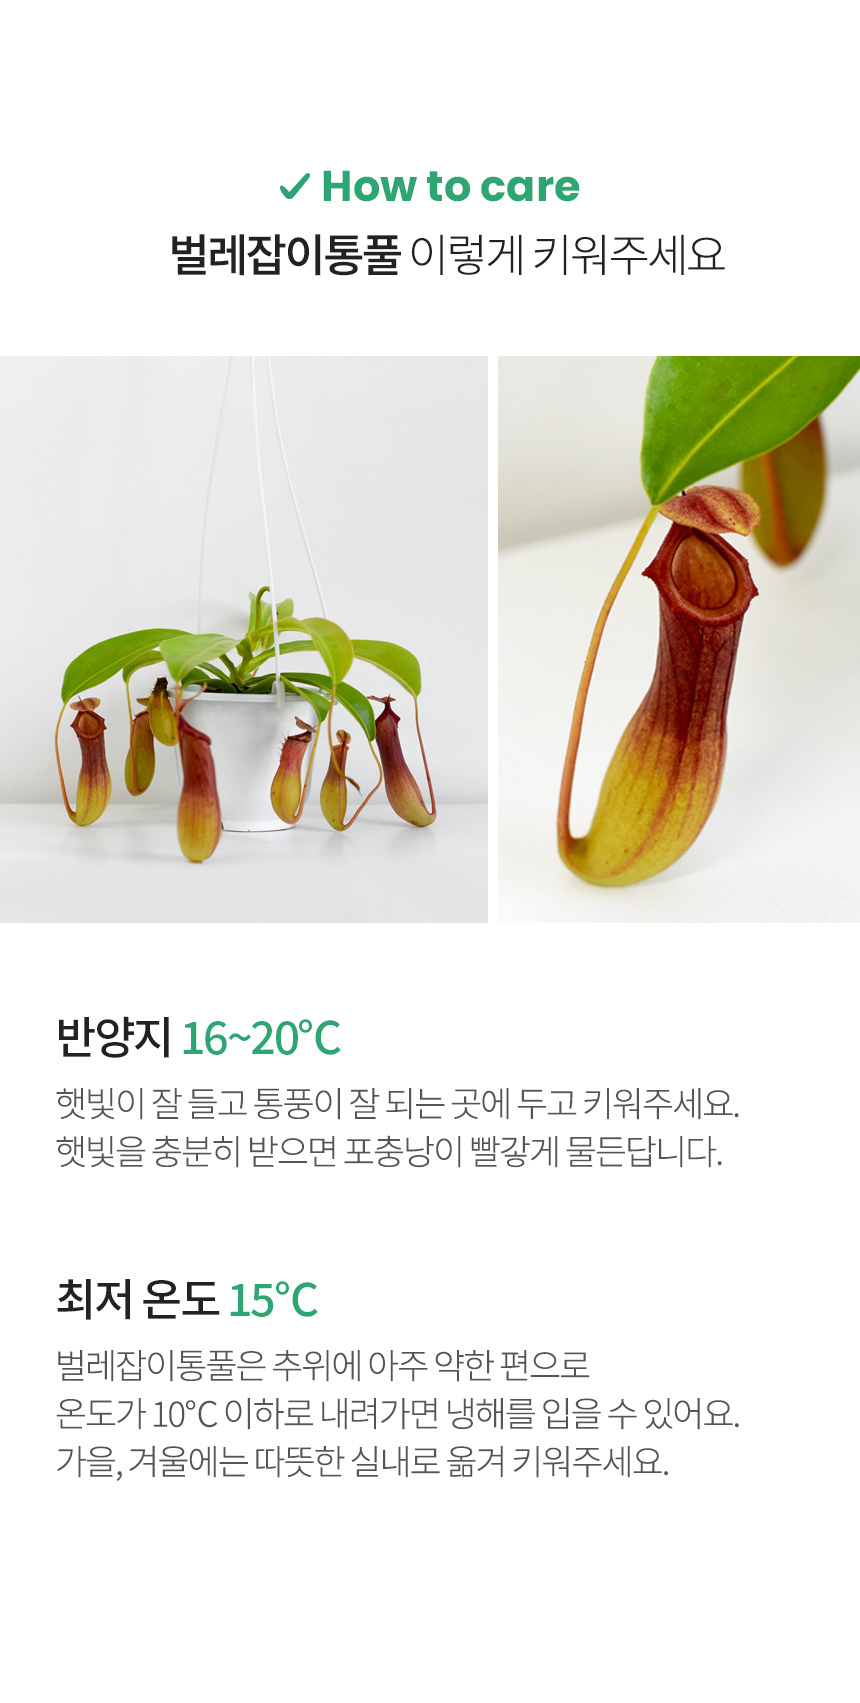 How to care
벌레잡이통풀 이렇게 키워주세요
반양지 16~20°C
햇빛이 잘 들고 통풍이 잘 되는 곳에 두고 키워주세요.
햇빛을 충분히 받으면 포충낭이 빨갛게 물든답니다.
최저 온도 15°C
벌레잡이통풀은 추위에 아주 약한 편으로
온도가 10°C 이하로 내려가면 냉해를 입을 수 있어요.
가을, 겨울에는 따뜻한 실내로 옮겨 키워주세요.